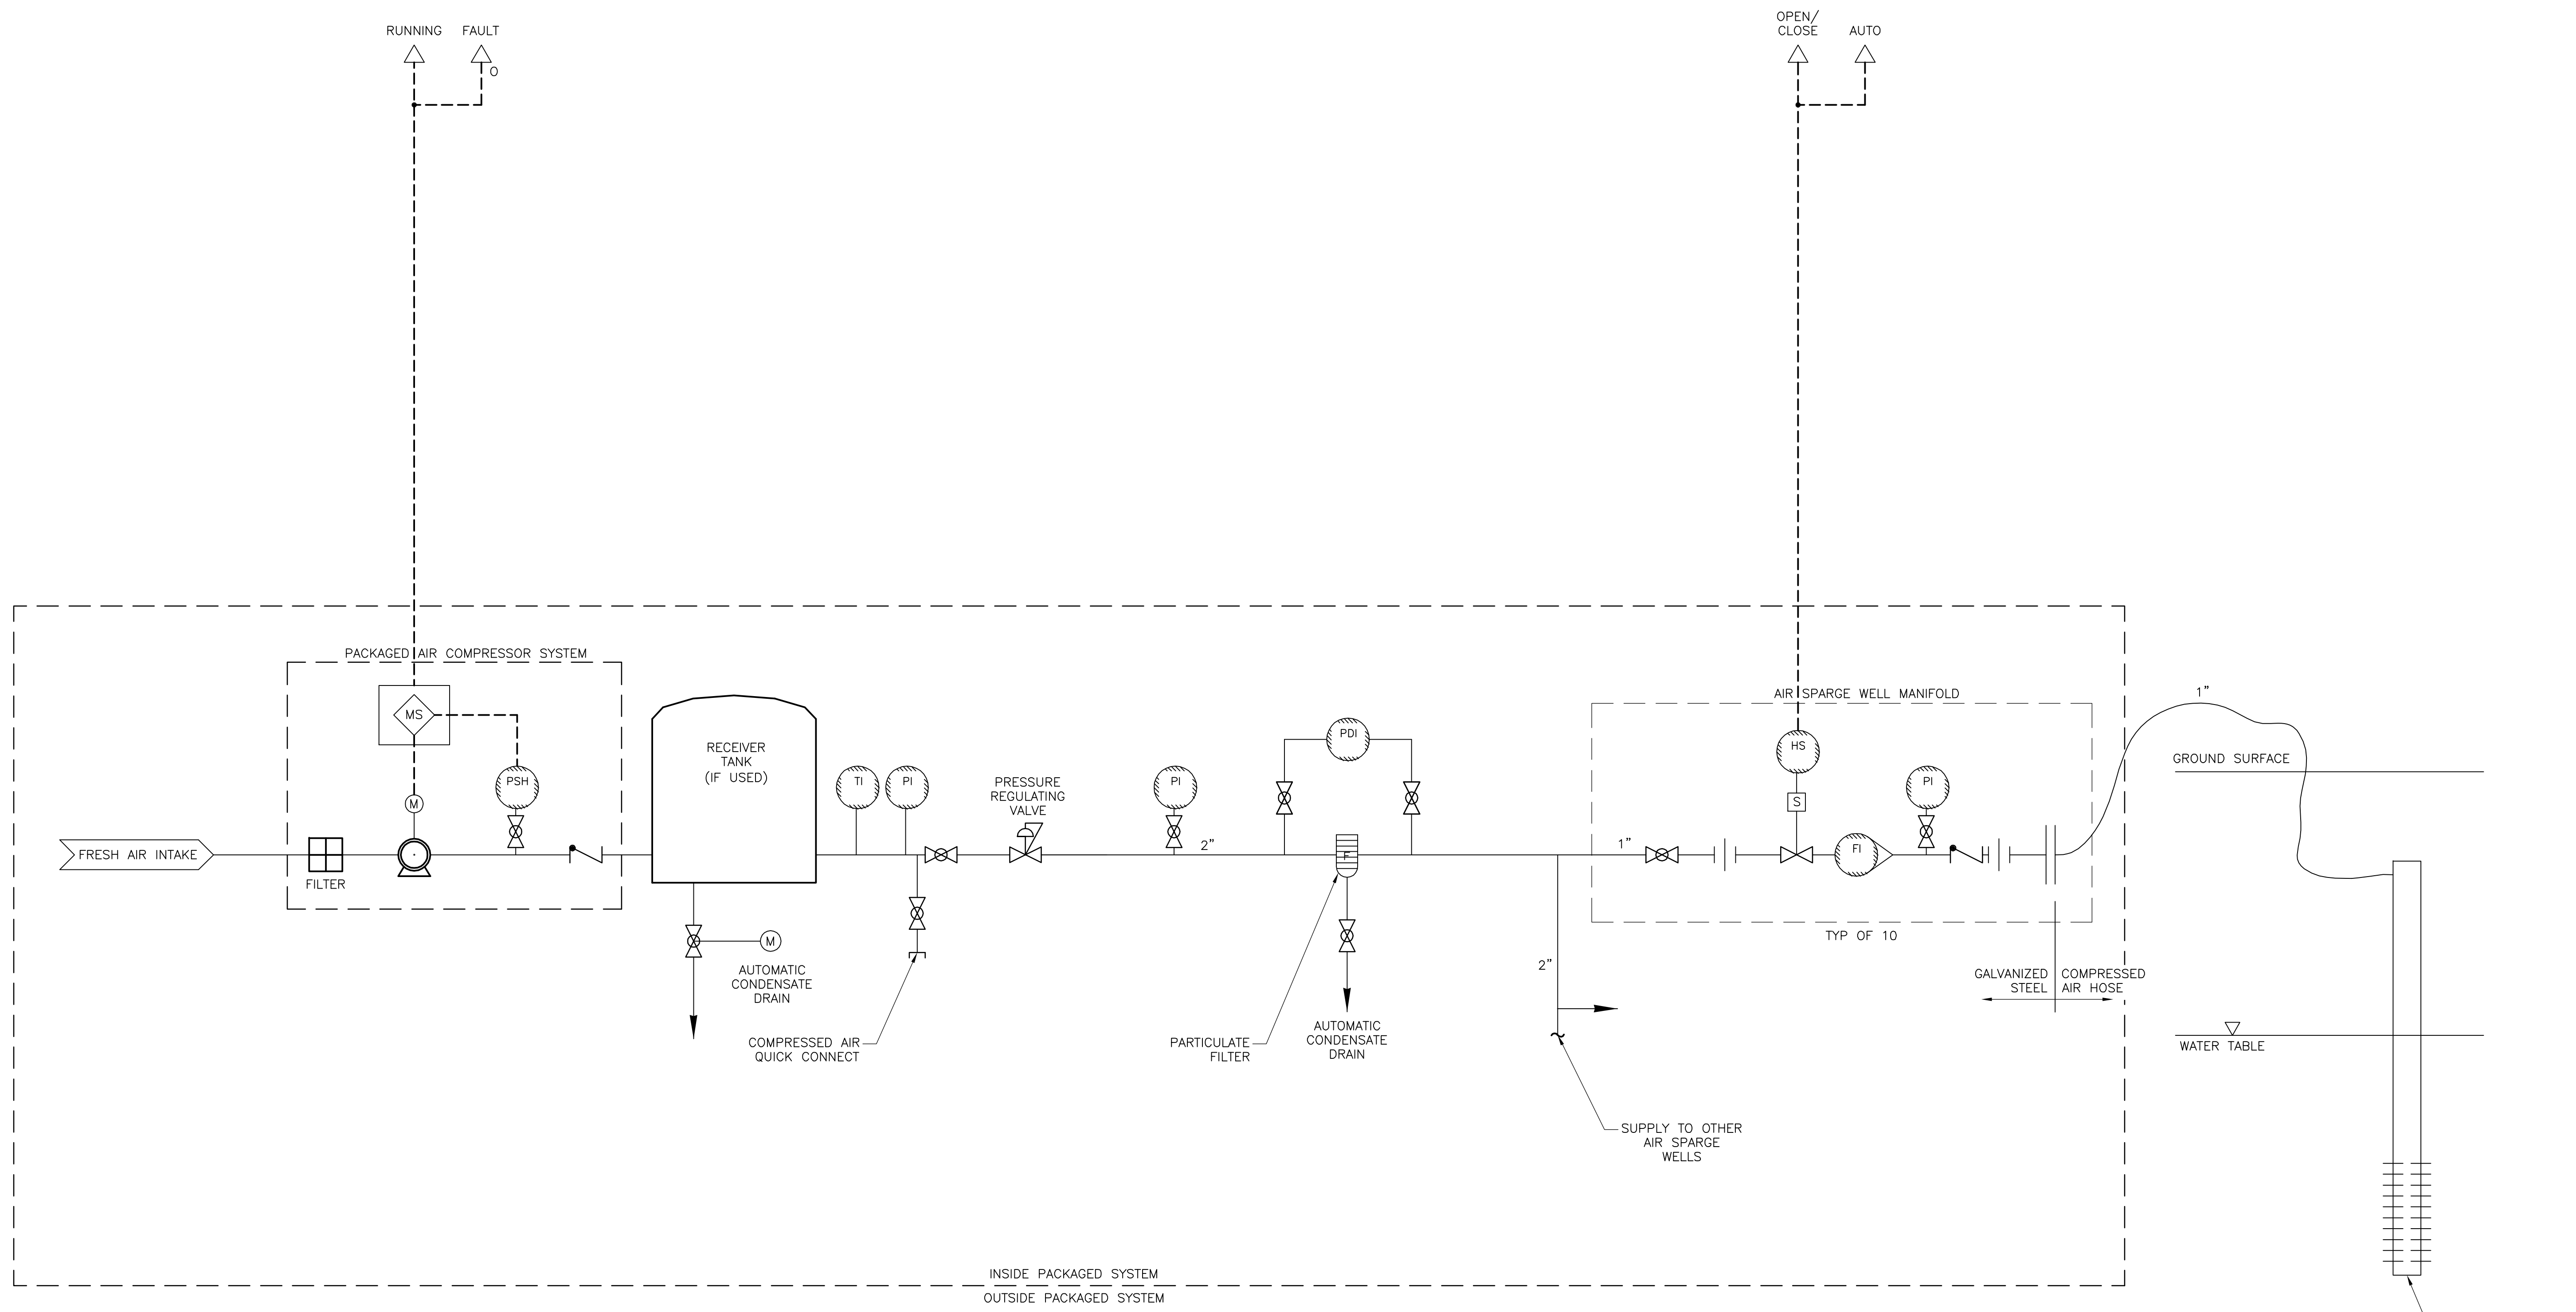 RUNNING
FAULT
O
OPEN/
CLOSE
AUTO
PACKAGED AIR COMPRESSOR SYSTEM
MS
PSH
M
FRESH AIR INTAKE
FILTER
RECEIVER
TANK
(IF USED)
M
AUTOMATIC
CONDENSATE
DRAIN
TI
PI
COMPRESSED AIR
QUICK CONNECT
PRESSURE
REGULATING
VALVE
PI
2"
PDI
F
PARTICULATE
FILTER
AUTOMATIC
CONDENSATE
DRAIN
2"
SUPPLY TO OTHER
AIR SPARGE
WELLS
AIR SPARGE WELL MANIFOLD
HS
S
1"
FI
PI
TYP OF 10
GALVANIZED
STEEL
COMPRESSED
AIR HOSE
1"
GROUND SURFACE
WATER TABLE
INSIDE PACKAGED SYSTEM
OUTSIDE PACKAGED SYSTEM